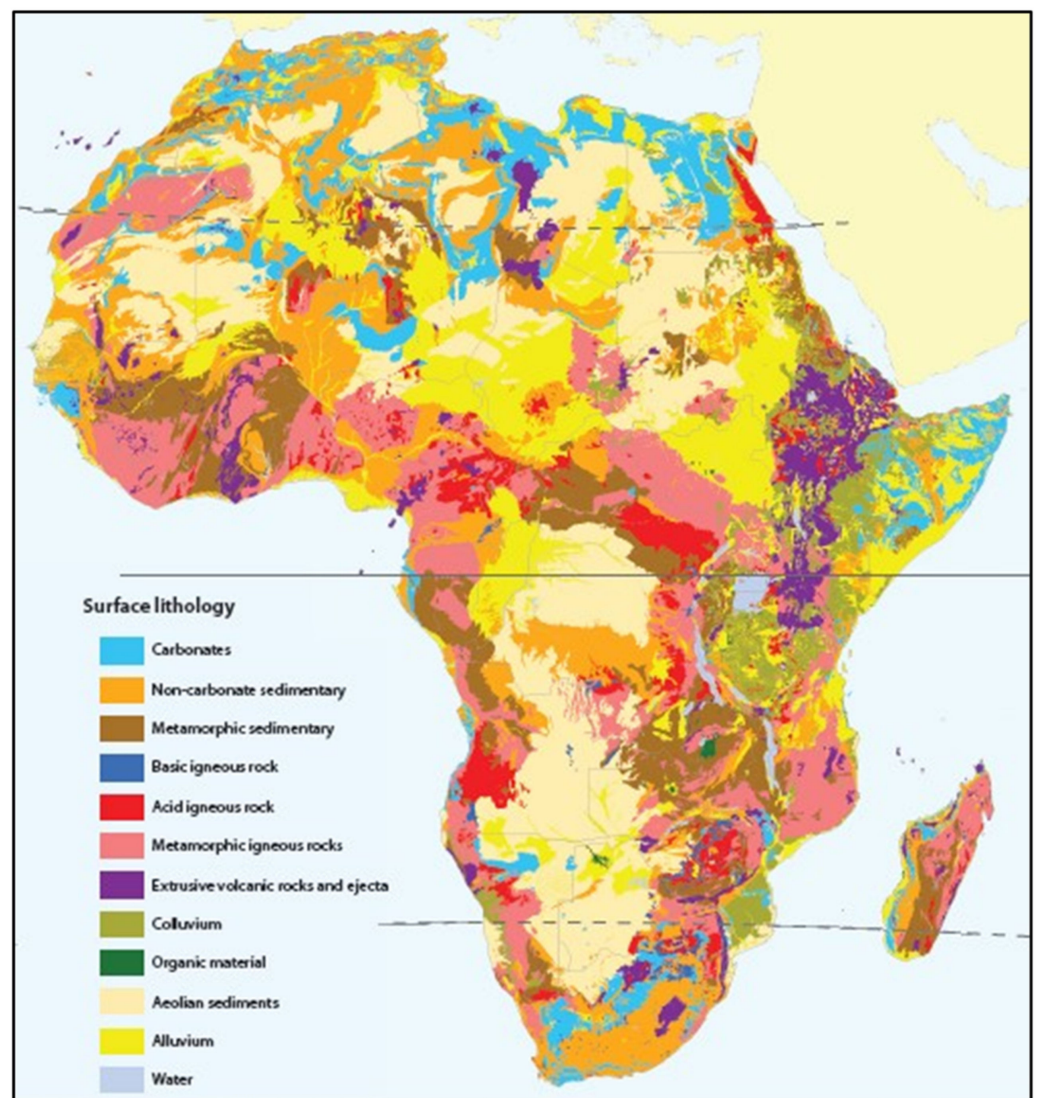 Surface lithology
Carbonates
Non-carbonate sedimentary
Metamorphic sedimentary
Basic igneous rock
Acid igneous rock
Metamorphic igneous rocks
Extrusive volcanic rocks and ejecta
Colluvium
Organic material
Aeolian sediments
Alluvium
Water